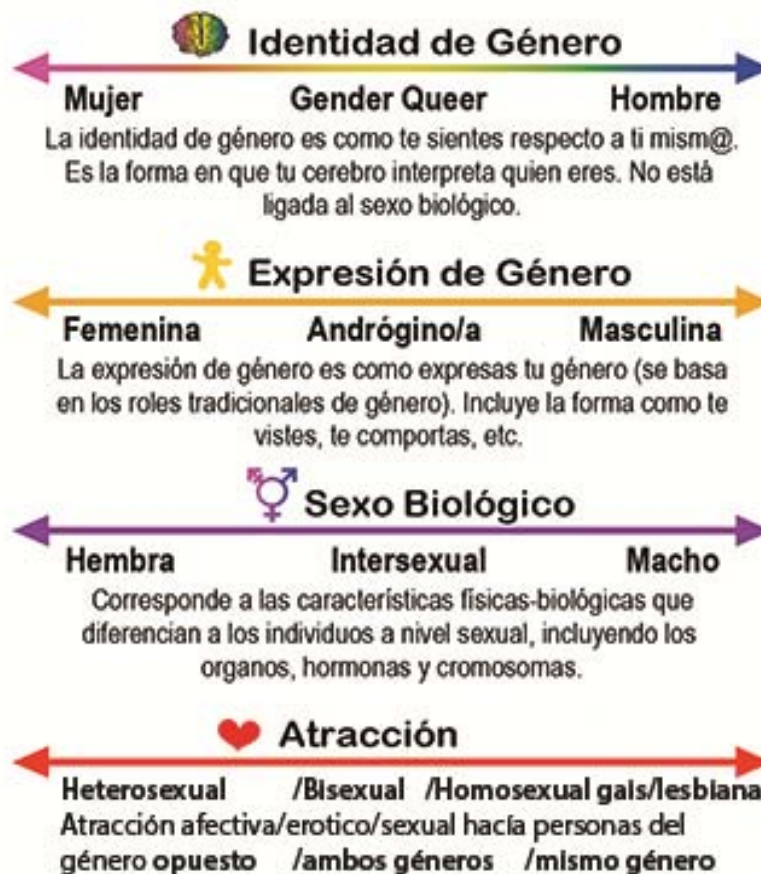 Identidad de Género
Mujer Gender Queer Hombre
La identidad de género es como te sientes respecto a ti mism@.
Es la forma en que tu cerebro interpreta quien eres. No está
ligada al sexo biológico.
Expresión de Género
Femenina Andrógino/a Masculina
La expresión de género es como expresas tu género (se basa
en los roles tradicionales de género). Incluye la forma como te
vistes, te comportas, etc.
Sexo Biológico
Hembra Intersexual Macho
Corresponde a las características físicas-biológicas que
diferencian a los individuos a nivel sexual, incluyendo los
organos, hormonas y cromosomas.
Atracción
Heterosexual /Bisexual /Homosexual gais/lesbiana
Atracción afectiva/erotico/sexual hacía personas del
género opuesto /ambos géneros /mismo género